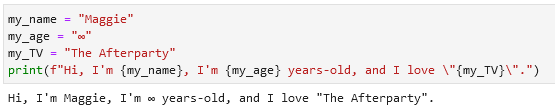 my_name = "Maggie"
my_age = "∞"
my_TV = "The Afterparty"
print(f"Hi, I'm {my_name}, I'm {my_age} years-old, and I love \"{my_TV}\".")
Hi, I'm Maggie, I'm ∞ years-old, and I love "The Afterparty".